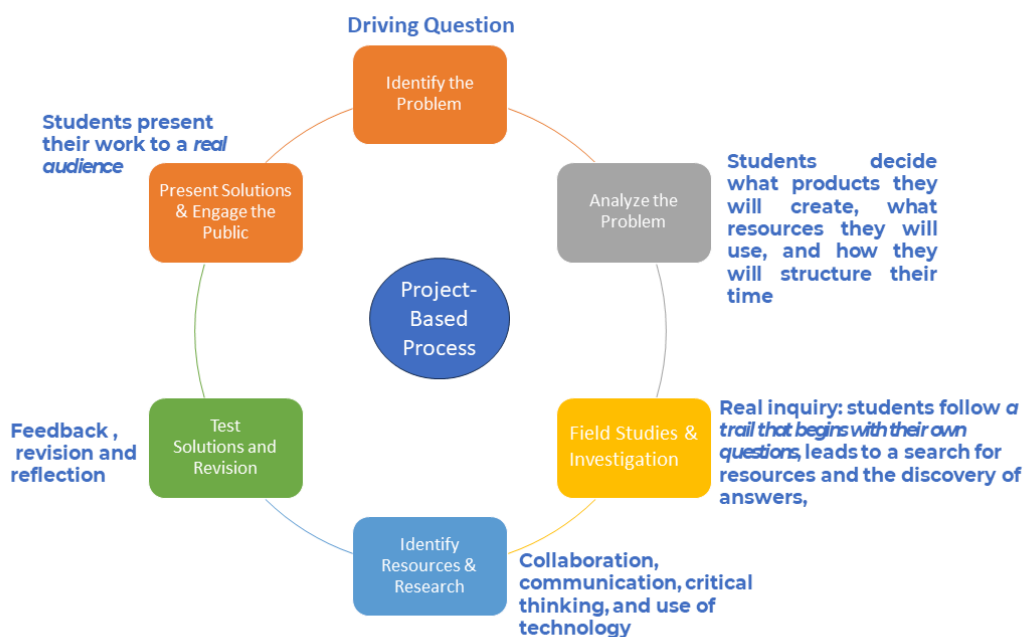 Driving Question
Identify the
Problem
Students decide
what products they
will create, what
resources they will
use, and how they
will structure their
time
Analyze the
Problem
Real inquiry: students follow a
trail that begins with their own
questions, leads to a search for
resources and the discovery of
answers,
Field Studies &
Investigation
Collaboration,
communication, critical
thinking, and use of
technology
Identify
Resources &
Research
Feedback ,
revision and
reflection
Test
Solutions and
Revision
Students present
their work to a real
audience
Present Solutions
& Engage the
Public
Project-
Based
Process